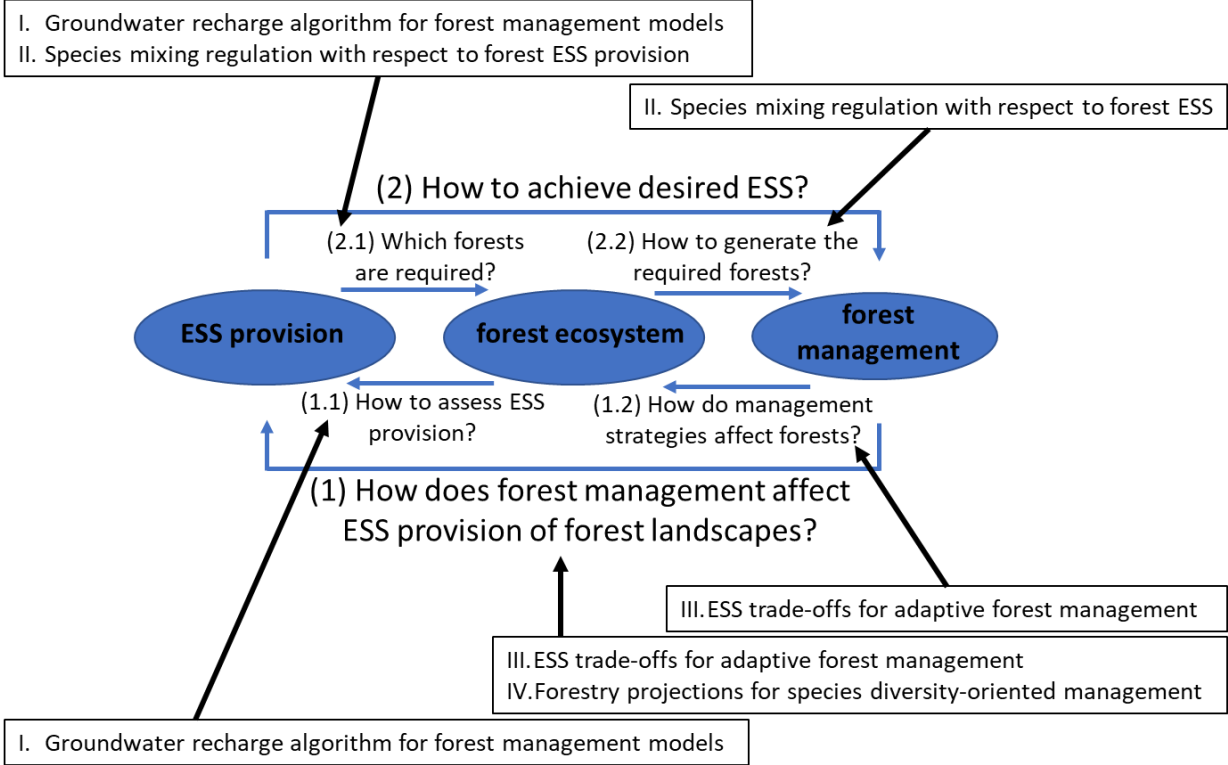 I. Groundwater recharge algorithm for forest management models
II. Species mixing regulation with respect to forest ESS provision
II. Species mixing regulation with respect to forest ESS
(2) How to achieve desired ESS?
(2.1) Which forests
are required?
(2.2) How to generate the
required forests?
ESS provision
forest ecosystem
forest
management
(1.1) How to assess ESS
provision?
(1.2) How do management
strategies affect forests?
(1) How does forest management affect
ESS provision of forest landscapes?
III. ESS trade-offs for adaptive forest management
III. ESS trade-offs for adaptive forest management
IV. Forestry projections for species diversity-oriented management
I. Groundwater recharge algorithm for forest management models